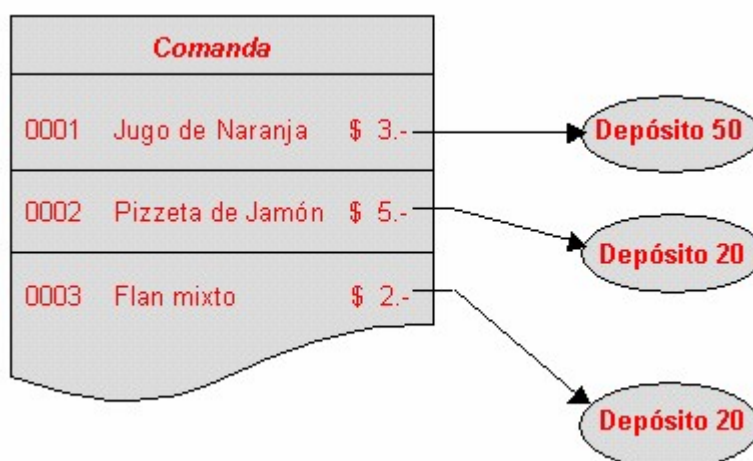 Comanda
0001 Jugo de Naranja $ 3.-
Depósito 50
0002 Pizzeta de Jamón $ 5.-
Depósito 20
0003 Flan mixto $ 2.-
Depósito 20